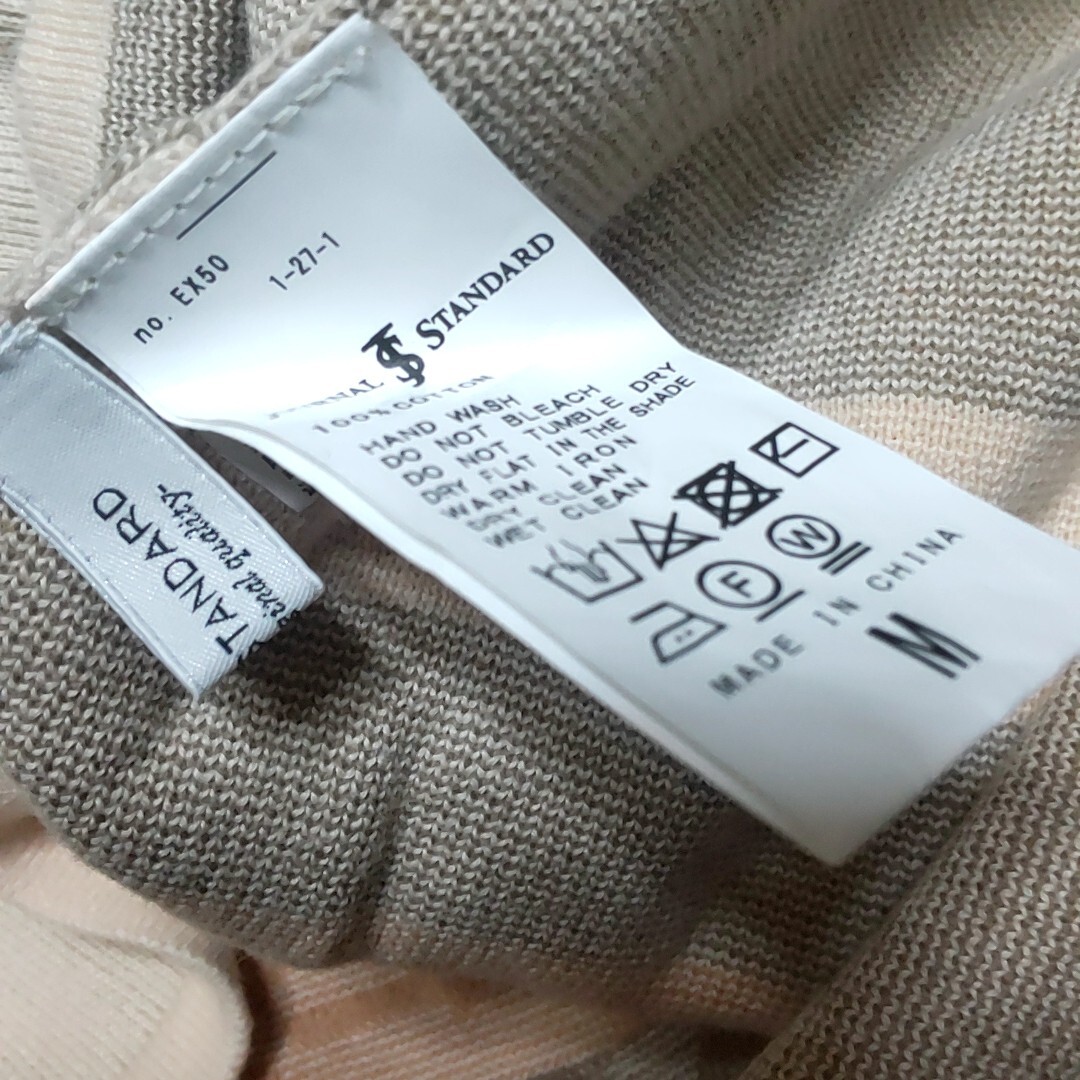 no. EX50
1-27-1
STANDARD
100% COTTON
HAND WASH
DO NOT BLEACH
DO NOT TUMBLE DRY
DRY FLAT IN THE SHADE
WARM IRON
DRY CLEAN
WET CLEAN
F
W
MADE IN CHINA
M
TANDARD
quality-